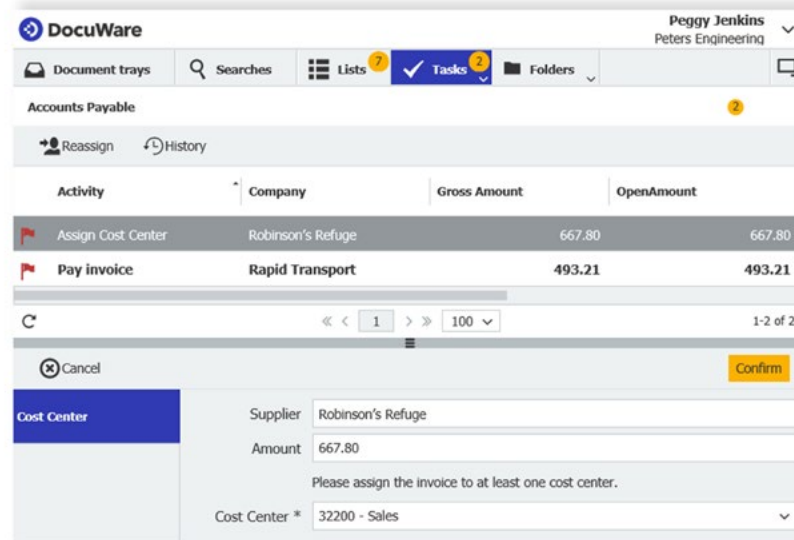 DocuWare
Peggy Jenkins
Peters Engineering
Document trays Searches Lists 7 Tasks 2 Folders
Accounts Payable 2
Reassign History
Activity Company Gross Amount OpenAmount
Assign Cost Center Robinson's Refuge 667.80 667.80
Pay invoice Rapid Transport 493.21 493.21
« < 1 > » 100 1-2 of 2
Cancel Confirm
Cost Center Supplier Robinson's Refuge
Amount 667.80
Please assign the invoice to at least one cost center.
Cost Center * 32200 - Sales